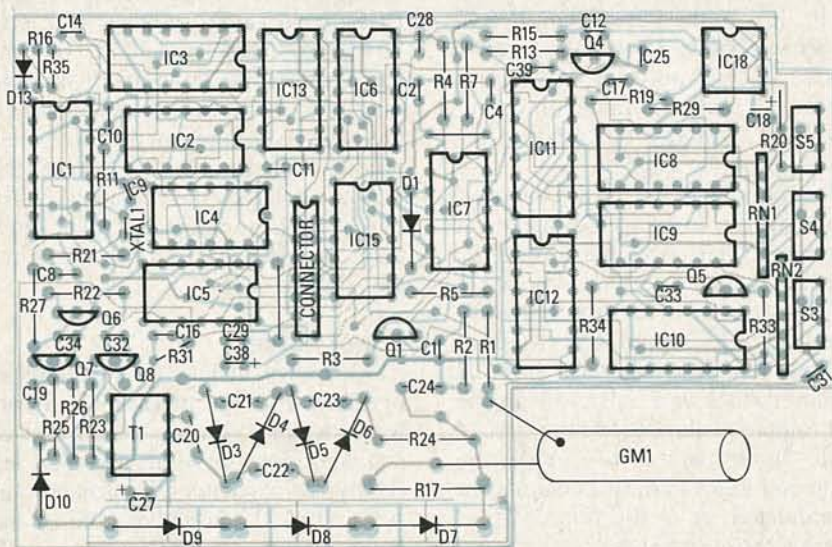 C14
C28
R15
C12
R16
IC3
R13
Q4
R35
IC13
IC6
R4
R7
C25
IC18
C39
D13
C2
C17
R19
C4
R29
C18
IC1
C10
IC2
IC11
R20
S5
R11
C11
IC8
C9
D1
IC7
XTAL1
IC4
CONNECTOR
IC15
RN1
S4
IC9
R21
RN2
IC8
IC5
IC12
Q5
R27
R22
R5
C33
S3
Q6
C16
C29
R34
IC10
R33
C34
C32
R31
C38
R3
Q1
C1
R2
R1
Q7
Q8
C31
C19
C21
C23
C24
R25
R26
R23
T1
C20
D3
D4
D5
D6
R24
GM1
C22
R17
D10
C27
D9
D8
D7